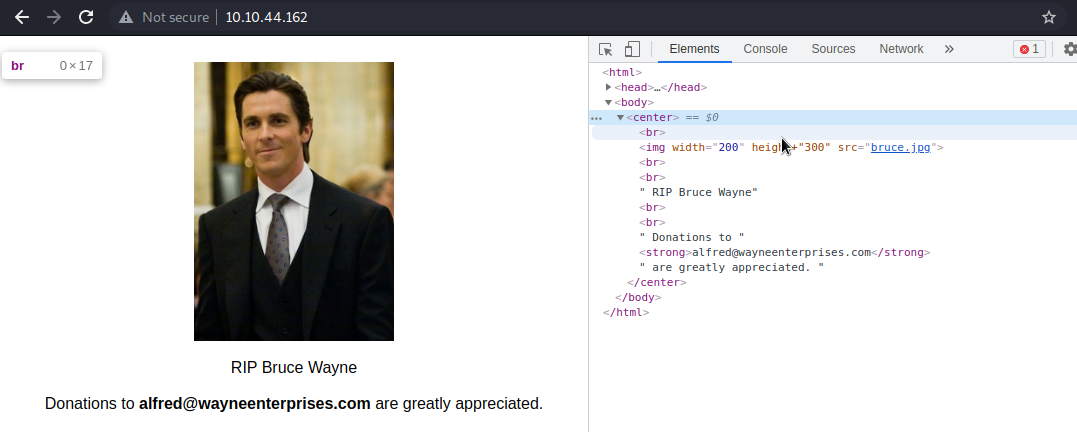 Not secure 10.10.44.162
br 0 × 17
RIP Bruce Wayne
Donations to alfred@wayneenterprises.com are greatly appreciated.
Elements Console Sources Network » 1
<html>
▶<head>…</head>
▼<body>
… ▼<center> == $0
<br>
<img width="200" height="300" src="bruce.jpg">
<br>
<br>
" RIP Bruce Wayne"
<br>
<br>
" Donations to "
<strong>alfred@wayneenterprises.com</strong>
" are greatly appreciated. "
</center>
</body>
</html>